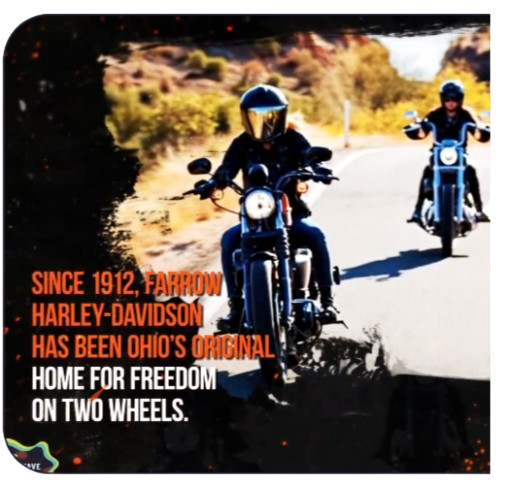 SINCE 1912, FARROW
HARLEY-DAVIDSON
HAS BEEN OHIO'S ORIGINAL
HOME FOR FREEDOM
ON TWO WHEELS.